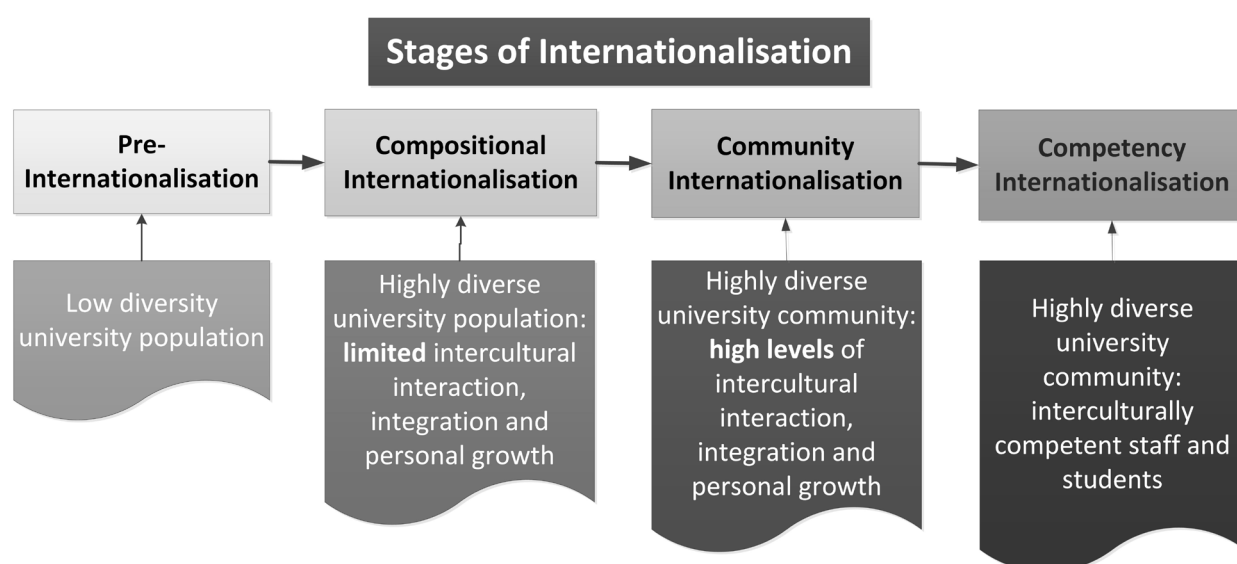 Stages of Internationalisation
Pre-
Internationalisation
Compositional
Internationalisation
Community
Internationalisation
Competency
Internationalisation
Low diversity
university population
Highly diverse
university population:
limited intercultural
interaction,
integration and
personal growth
Highly diverse
university community:
high levels of
intercultural
interaction,
integration and
personal growth
Highly diverse
university
community:
interculturally
competent staff and
students